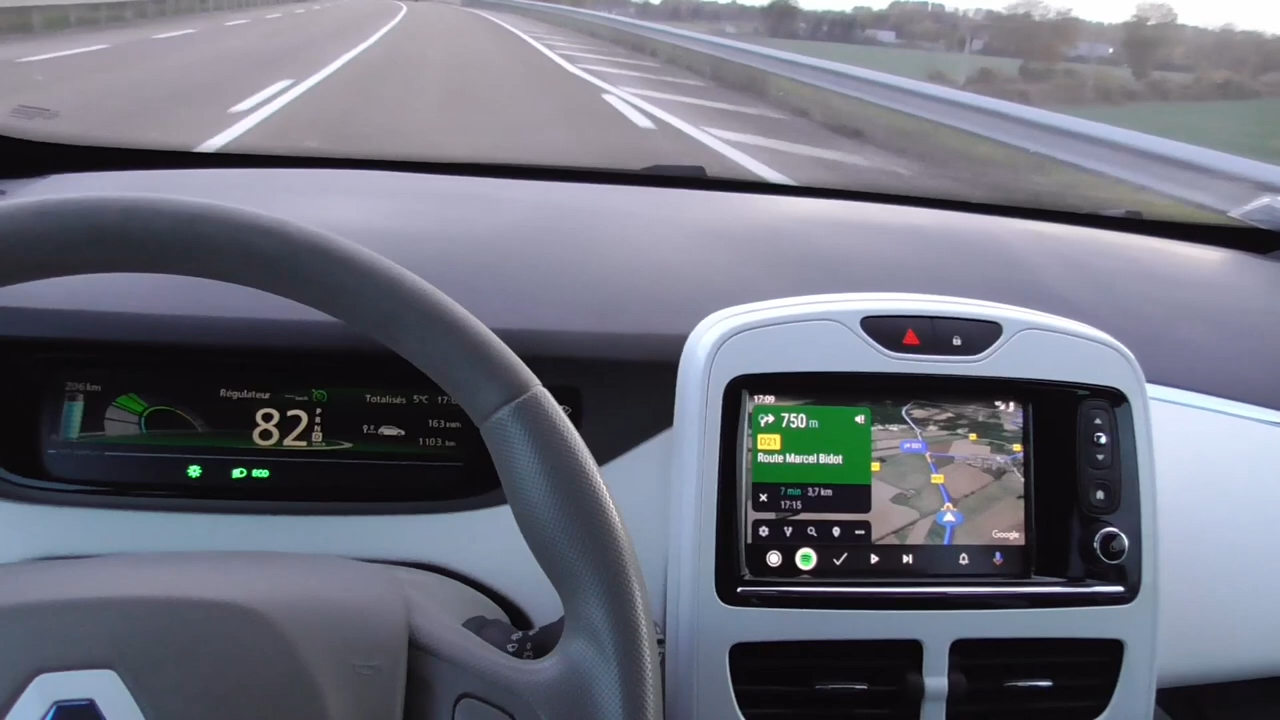 206 km
Régulateur
82
P
R
N
D
ECO
Totalisés 5°C
163
1103 km
17:09
750 m
D21
Route Marcel Bidot
7 min · 3,7 km
17:15
D21
Google